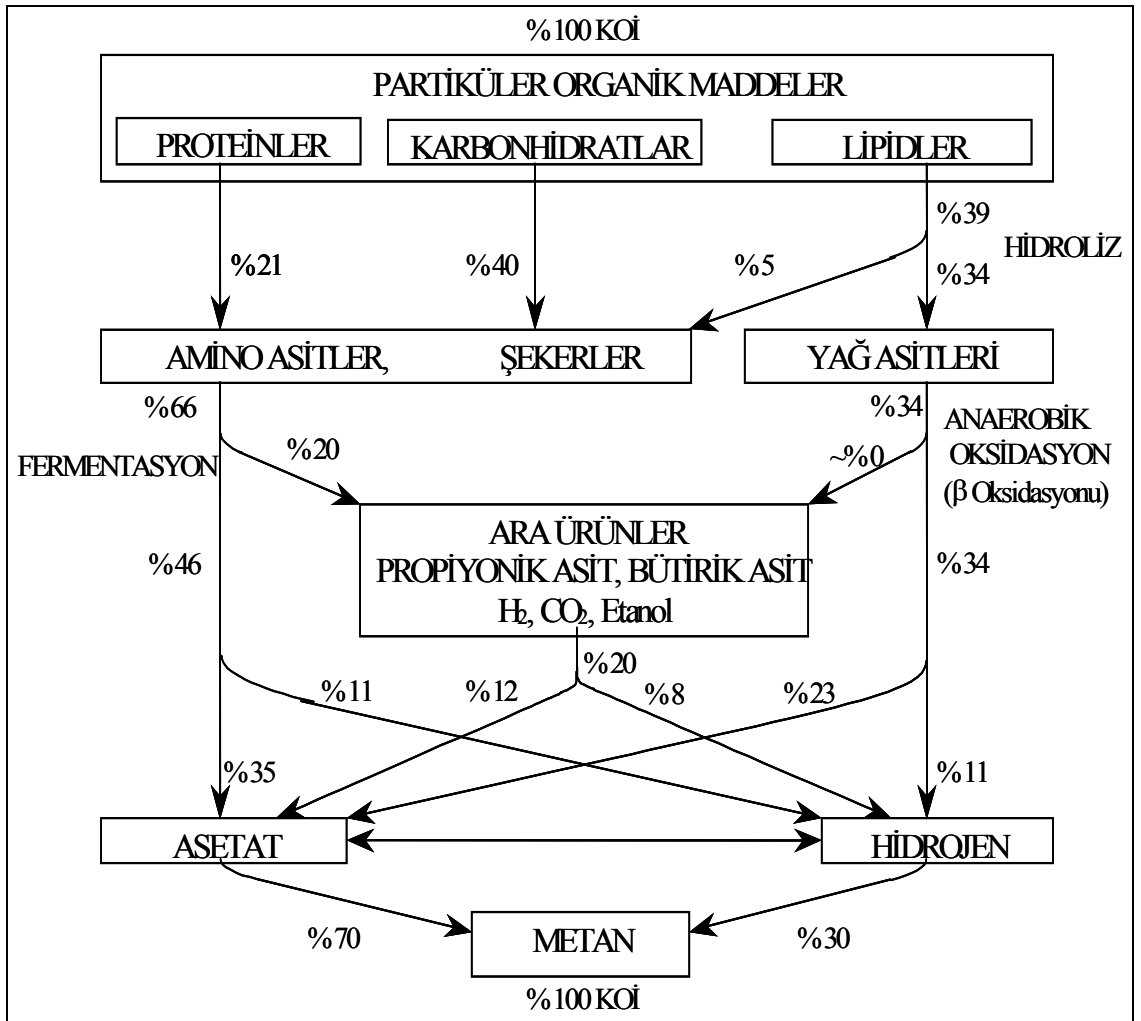 %100 KOİ
PARTİKÜLER ORGANİK MADDELER
PROTEİNLER
KARBONHİDRATLAR
LİPİDLER
%39
HİDROLİZ
%21
%40
%5
%34
AMİNO ASİTLER, ŞEKERLER
YAĞ ASİTLERİ
%66
%34
ANAEROBİK
OKSİDASYON
(β Oksidasyonu)
FERMENTASYON
%20
~%0
ARA ÜRÜNLER
PROPİYONİK ASİT, BÜTİRİK ASİT
H2, CO2, Etanol
%46
%34
%20
%11
%12
%8
%23
%35
%11
ASETAT
HİDROJEN
%70
METAN
%30
%100 KOİ